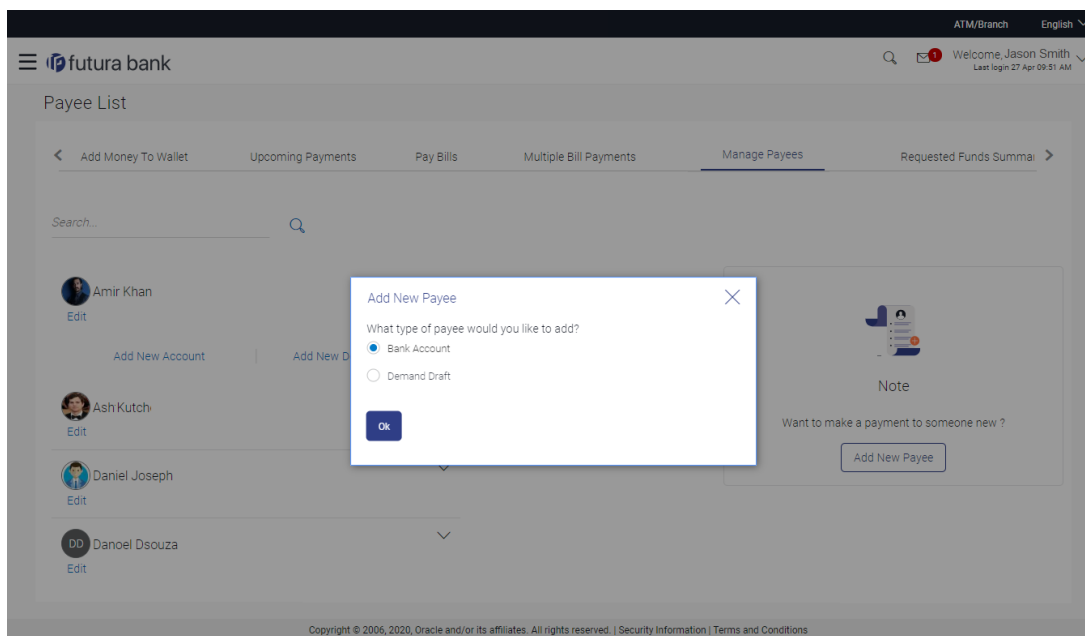 ATM/Branch English
futura bank
Welcome, Jason Smith
Last login 27 Apr 09:51 AM
1
Payee List
Add Money To Wallet Upcoming Payments Pay Bills Multiple Bill Payments Manage Payees Requested Funds Summa
Search...
Amir Khan
Edit
Add New Account Add New D
Ash Kutch
Edit
Daniel Joseph
Edit
DD Danoel Dsouza
Edit
Add New Payee
What type of payee would you like to add?
Bank Account
Demand Draft
Ok
Note
Want to make a payment to someone new ?
Add New Payee
Copyright © 2006, 2020, Oracle and/or its affiliates. All rights reserved. | Security Information | Terms and Conditions